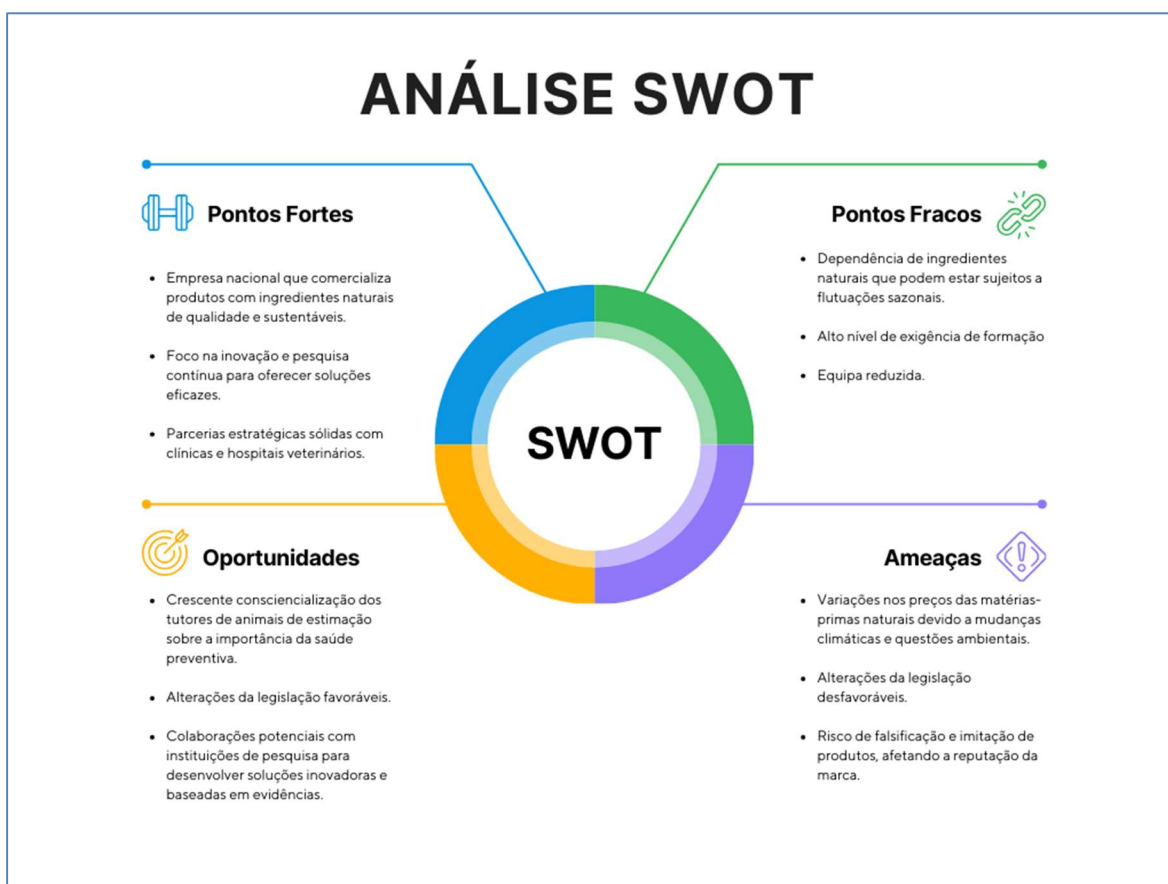 ANÁLISE SWOT
Pontos Fortes
• Empresa nacional que comercializa
produtos com ingredientes naturais
de qualidade e sustentáveis.
• Foco na inovação e pesquisa
contínua para oferecer soluções
eficazes.
• Parcerias estratégicas sólidas com
clínicas e hospitais veterinários.
Pontos Fracos
• Dependência de ingredientes
naturais que podem estar sujeitos a
flutuações sazonais.
• Alto nível de exigência de formação
• Equipa reduzida.
SWOT
Oportunidades
• Crescente consciencialização dos
tutores de animais de estimação
sobre a importância da saúde
preventiva.
• Alterações da legislação favoráveis.
• Colaborações potenciais com
instituições de pesquisa para
desenvolver soluções inovadoras e
baseadas em evidências.
Ameaças
• Variações nos preços das matérias-
primas naturais devido a mudanças
climáticas e questões ambientais.
• Alterações da legislação
desfavoráveis.
• Risco de falsificação e imitação de
produtos, afetando a reputação da
marca.